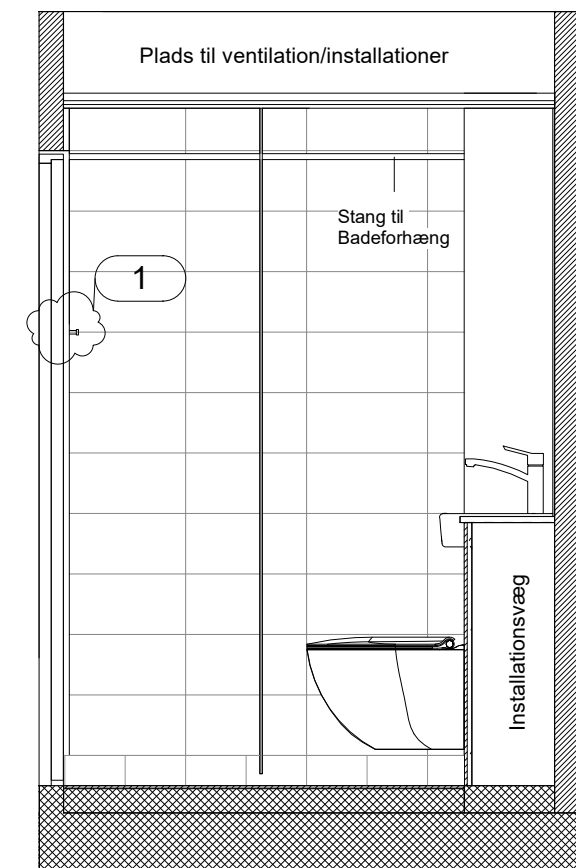 Plads til ventilation/installationer
Stang til
Badeforhæng
1
Installationsvæg